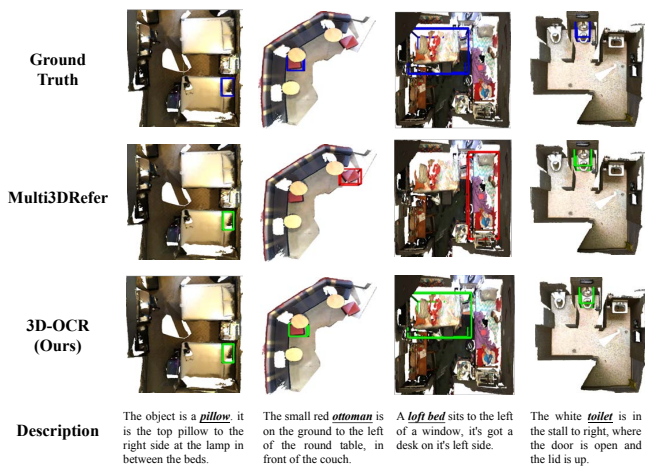 Ground
Truth
Multi3DRefer
3D-OCR
(Ours)
Description
The object is a pillow. it
is the top pillow to the
right side at the lamp in
between the beds.
The small red ottoman is
on the ground to the left
of the round table, in
front of the couch.
A loft bed sits to the left
of a window, it's got a
desk on it's left side.
The white toilet is in
the stall to right, where
the door is open and
the lid is up.